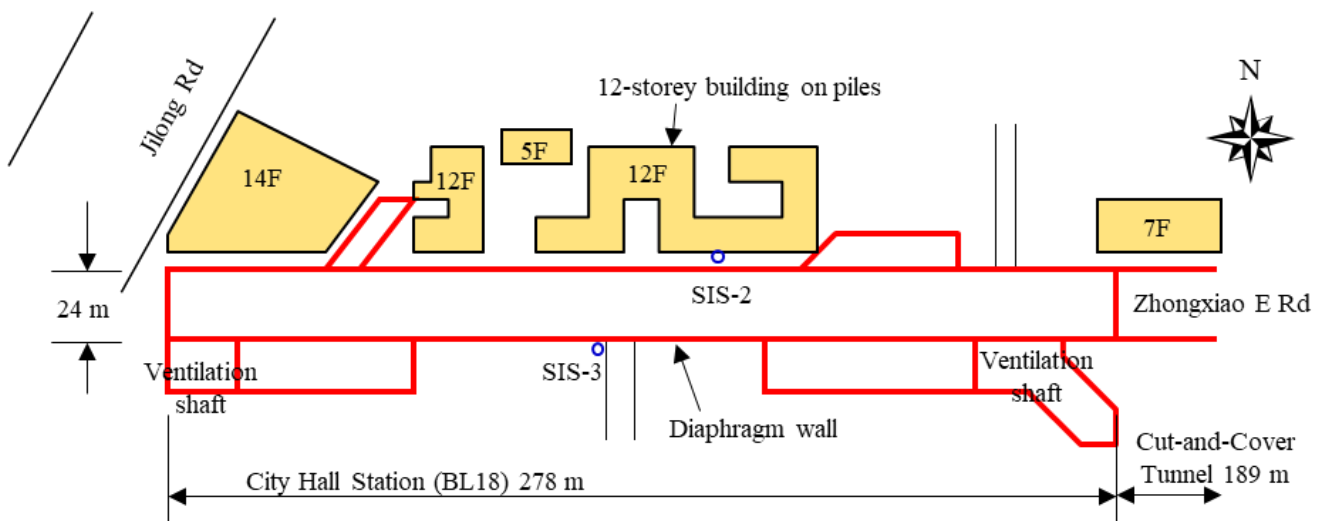 Jilong Rd
N
12-storey building on piles
5F
14F
12F
12F
7F
SIS-2
24 m
Zhongxiao E Rd
Ventilation
shaft
SIS-3
Ventilation
shaft
Diaphragm wall
Cut-and-Cover
Tunnel 189 m
City Hall Station (BL18) 278 m